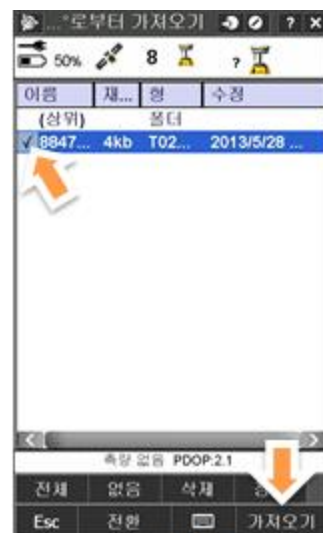 ...°로부터 가져오기 ? ×
50% 8 ?
이름 재... 형 수정
(상위) 폴더
8847... 4kb T02... 2013/5/28 ...
측량 없음 PDOP:2.1
전체 없음 삭제
Esc 전환 가져오기